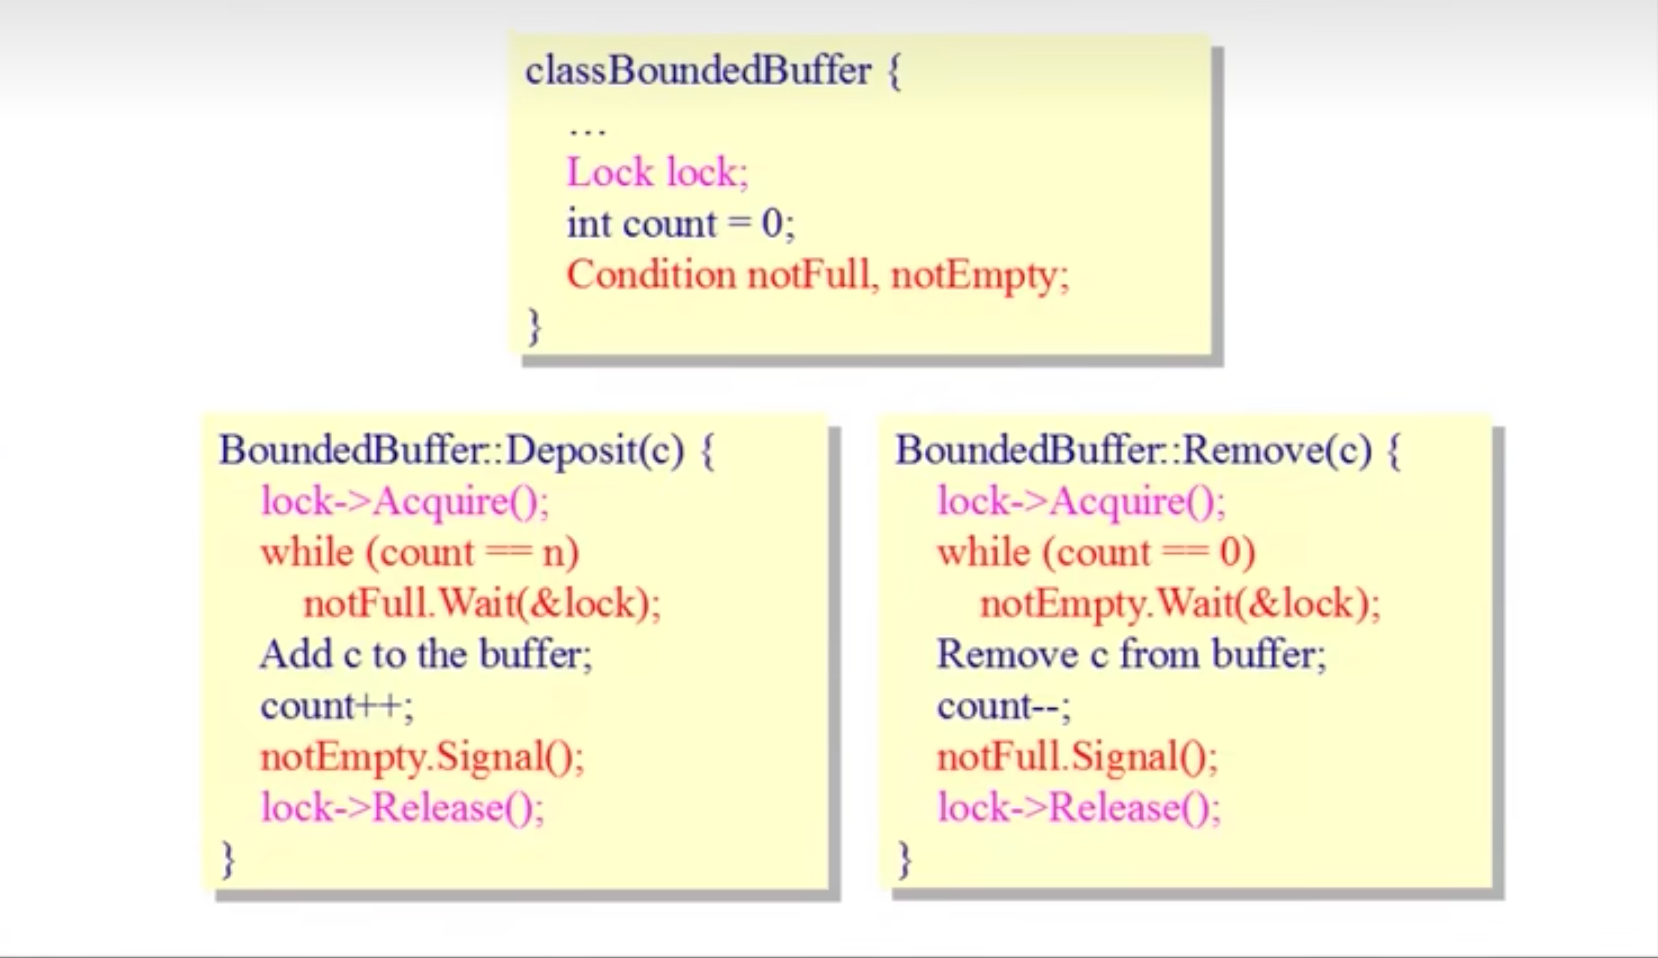 classBoundedBuffer {
…
Lock lock;
int count = 0;
Condition notFull, notEmpty;
}
BoundedBuffer::Deposit(c) {
lock->Acquire();
while (count == n)
notFull.Wait(&lock);
Add c to the buffer;
count++;
notEmpty.Signal();
lock->Release();
}
BoundedBuffer::Remove(c) {
lock->Acquire();
while (count == 0)
notEmpty.Wait(&lock);
Remove c from buffer;
count--;
notFull.Signal();
lock->Release();
}